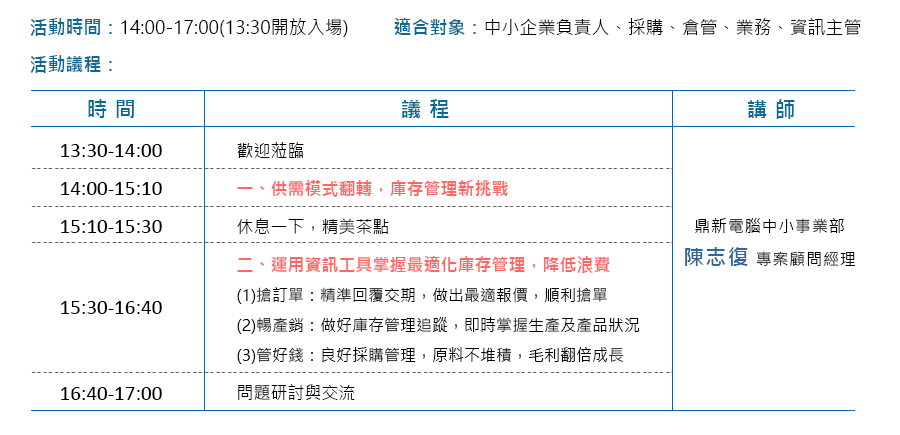 活動時間：14:00-17:00(13:30開放入場) 適合對象：中小企業負責人、採購、倉管、業務、資訊主管
活動議程：
時 間 議 程 講 師
13:30-14:00 歡迎蒞臨
14:00-15:10 一、供需模式翻轉，庫存管理新挑戰
15:10-15:30 休息一下，精美茶點
鼎新電腦中小事業部
陳志復 專案顧問經理
15:30-16:40
二、運用資訊工具掌握最適化庫存管理，降低浪費
(1)搶訂單：精準回覆交期，做出最適報價，順利搶單
(2)暢產銷：做好庫存管理追蹤，即時掌握生產及產品狀況
(3)管好錢：良好採購管理，原料不堆積，毛利翻倍成長
16:40-17:00 問題研討與交流